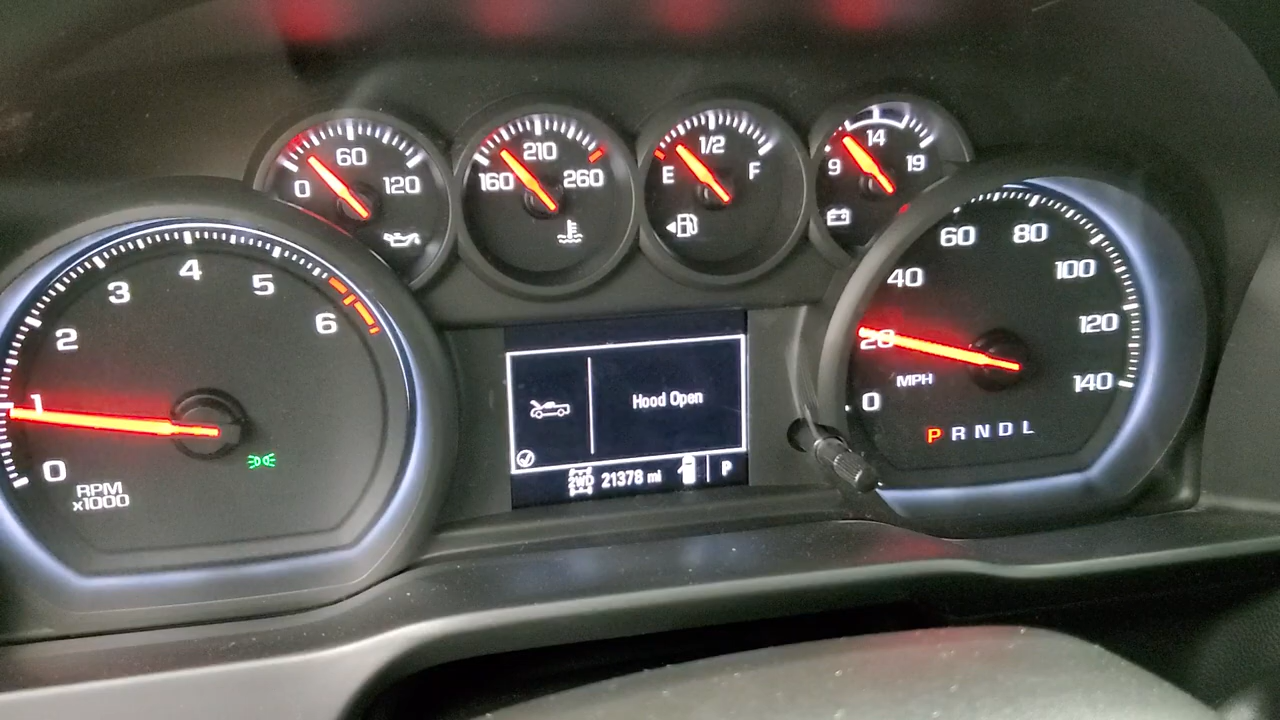 0 60 120
160 210 260
E 1/2 F
9 14 19
0 1 2 3 4 5 6
RPM
x1000
Hood Open
2WD 21378 mi P
0 20 40 60 80 100 120 140
MPH
P R N D L